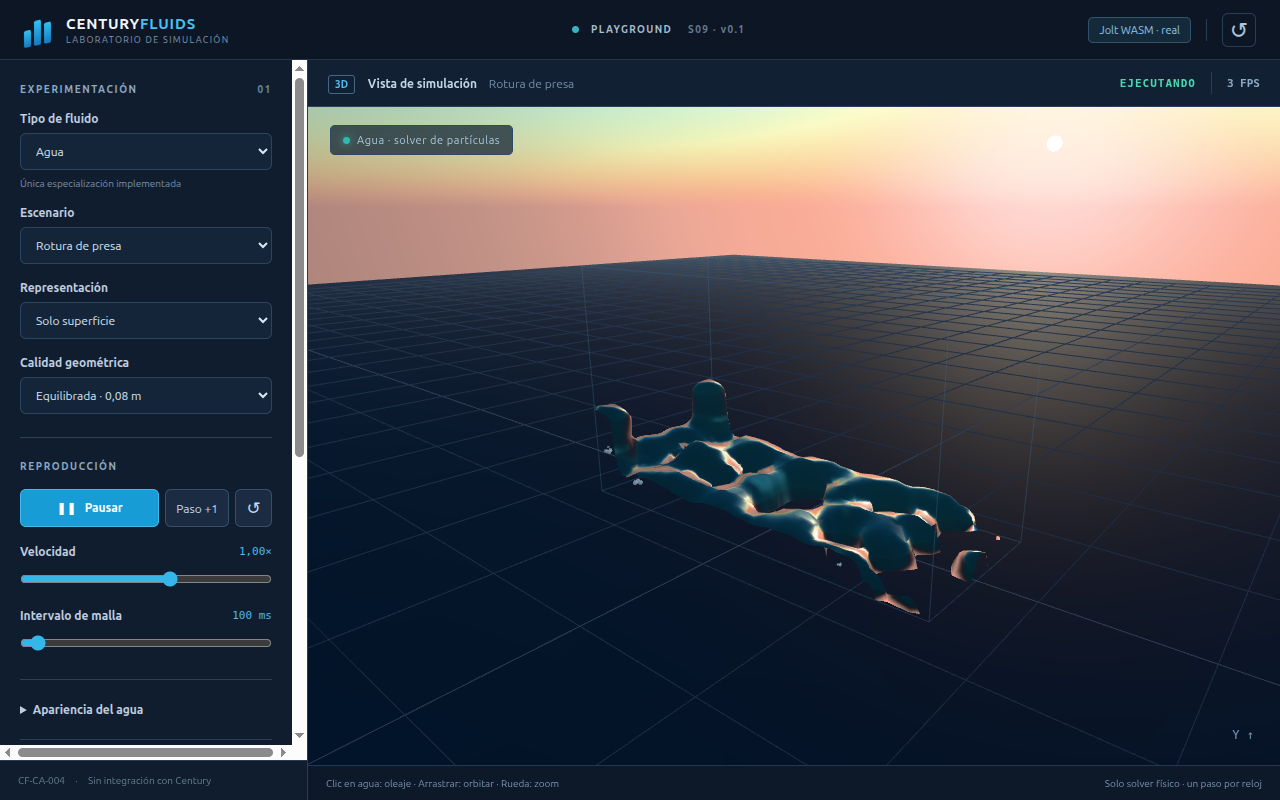 CENTURYFLUIDS
LABORATORIO DE SIMULACIÓN
PLAYGROUND S09 · v0.1
Jolt WASM · real
↺
EXPERIMENTACIÓN 01
Tipo de fluido
Agua
Única especialización implementada
Escenario
Rotura de presa
Representación
Solo superficie
Calidad geométrica
Equilibrada · 0,08 m
REPRODUCCIÓN
❚❚ Pausar
Paso +1
↺
Velocidad 1,00×
Intervalo de malla 100 ms
▶ Apariencia del agua
CF-CA-004 · Sin integración con Century
3D Vista de simulación Rotura de presa
EJECUTANDO 3 FPS
Agua · solver de partículas
Y ↑
Clic en agua: oleaje · Arrastrar: orbitar · Rueda: zoom
Solo solver físico · un paso por reloj